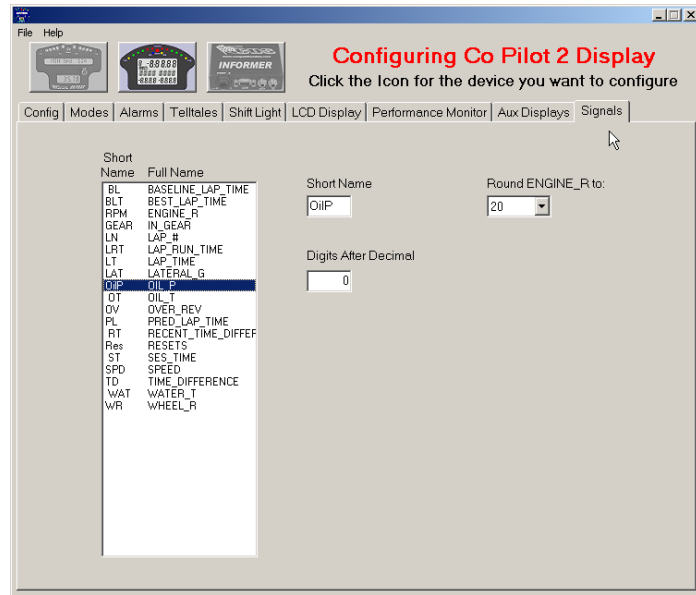 File Help
INFORMER
Configuring Co Pilot 2 Display
Click the Icon for the device you want to configure
Config Modes Alarms Telltales Shift Light LCD Display Performance Monitor Aux Displays Signals
Short
Name Full Name
BL BASELINE_LAP_TIME
BLT BEST_LAP_TIME
RPM ENGINE_R
GEAR IN_GEAR
LN LAP_#
LRT LAP_RUN_TIME
LT LAP_TIME
LAT LATERAL_G
OilP OIL_P
OT OIL_T
OV OVER_REV
PL PRED_LAP_TIME
RT RECENT_TIME_DIFFER
Res RESETS
ST SES_TIME
SPD SPEED
TD TIME_DIFFERENCE
WAT WATER_T
WR WHEEL_R
Short Name
OilP
Round ENGINE_R to:
20
Digits After Decimal
0